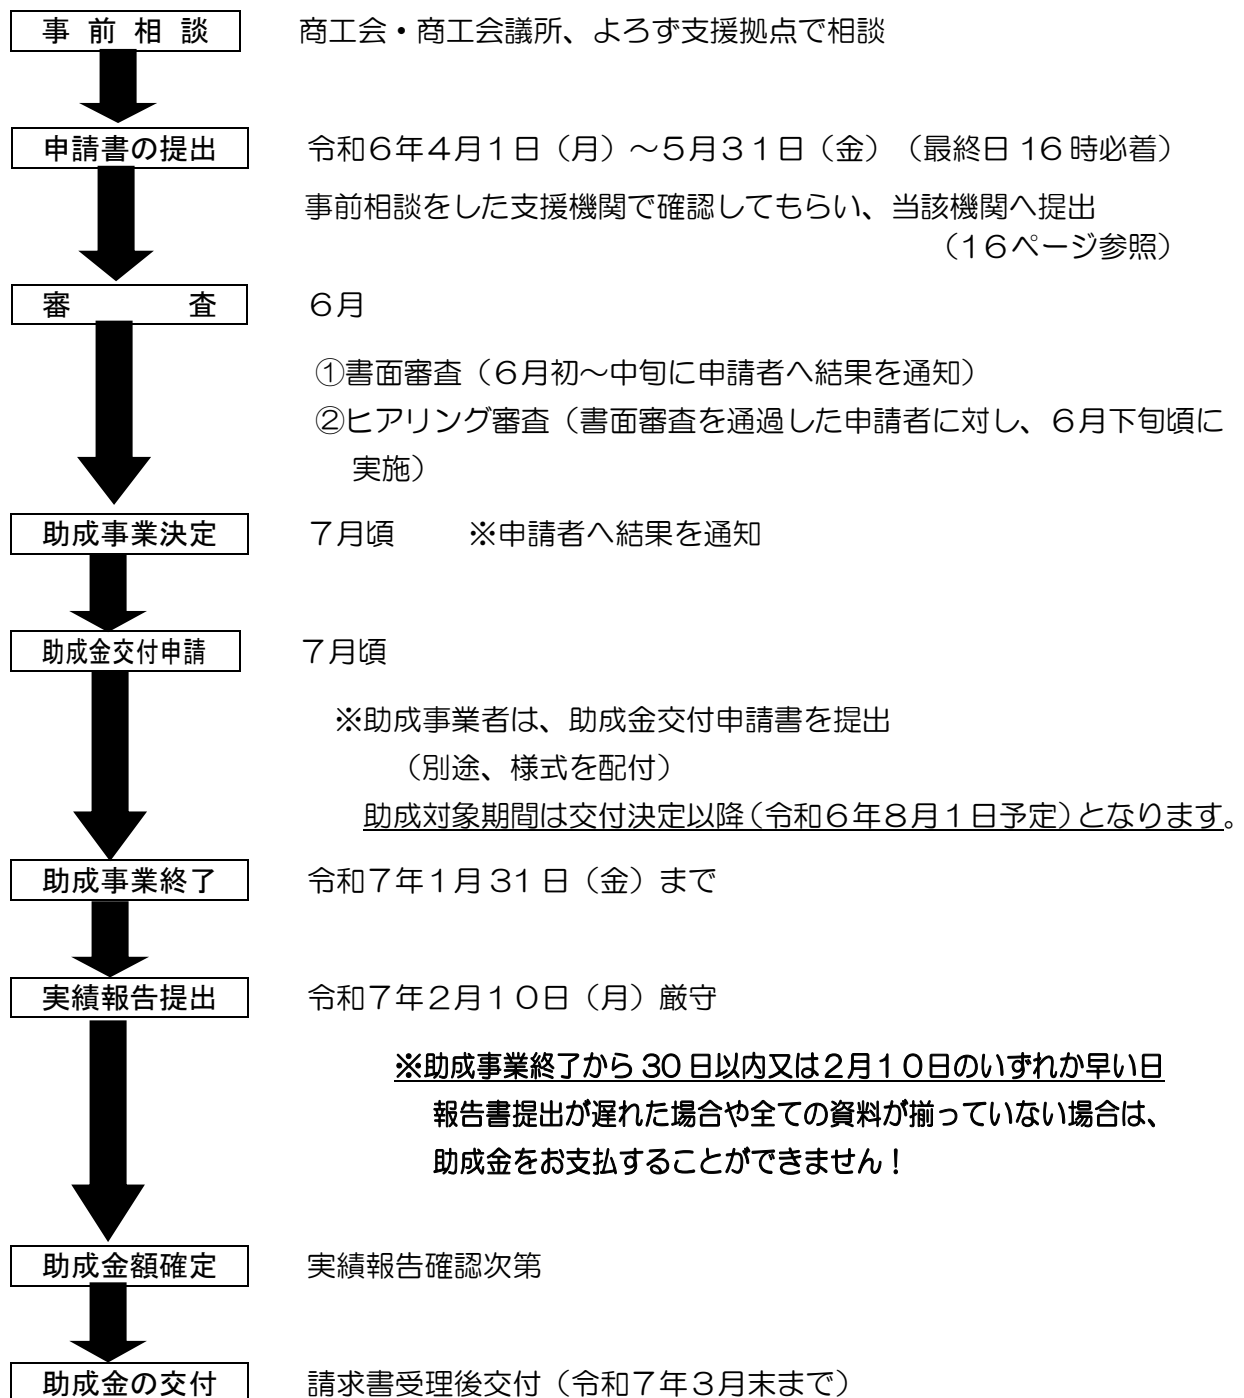 事前相談 商工会・商工会議所、よろず支援拠点で相談
申請書の提出 令和６年４月１日（月）～５月３１日（金）（最終日16時必着）
事前相談をした支援機関で確認してもらい、当該機関へ提出
（１６ページ参照）
審査 ６月
①書面審査（６月初～中旬に申請者へ結果を通知）
②ヒアリング審査（書面審査を通過した申請者に対し、６月下旬頃に
実施）
助成事業決定 ７月頃 ※申請者へ結果を通知
助成金交付申請 ７月頃
※助成事業者は、助成金交付申請書を提出
（別途、様式を配付）
助成対象期間は交付決定以降（令和６年８月１日予定）となります。
助成事業終了 令和７年１月31日（金）まで
実績報告提出 令和７年２月１０日（月）厳守
※助成事業終了から30日以内又は２月１０日のいずれか早い日
報告書提出が遅れた場合や全ての資料が揃っていない場合は、
助成金をお支払することができません！
助成金額確定 実績報告確認次第
助成金の交付 請求書受理後交付（令和７年３月末まで）